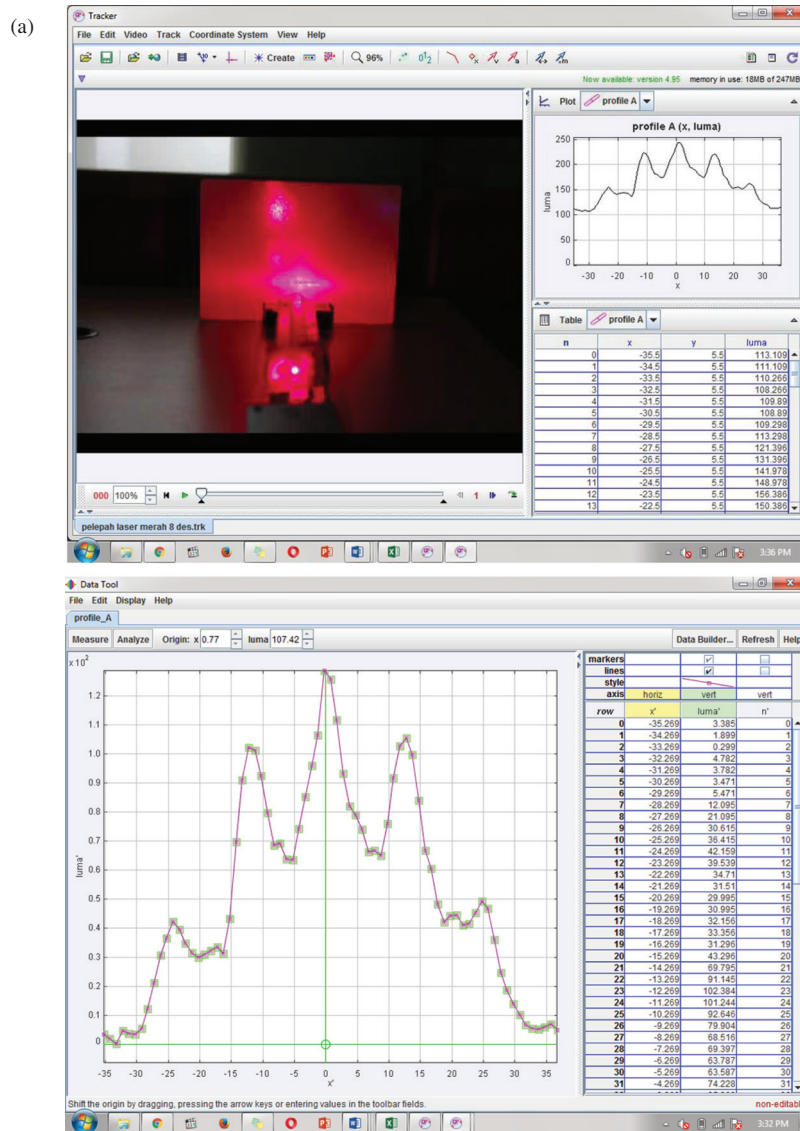 (a)
Tracker
File Edit Video Track Coordinate System View Help
Create 96%
Now available: version 4.95 memory in use: 18MB of 247MB
Plot profile A
profile A (x, luma)
250
200
150
100
50
0
luma
-30 -20 -10 0 10 20 30
x
Table profile A
n x y luma
0 -35.5 5.5 113.109
1 -34.5 5.5 111.109
2 -33.5 5.5 110.266
3 -32.5 5.5 108.266
4 -31.5 5.5 109.89
5 -30.5 5.5 108.89
6 -29.5 5.5 109.298
7 -28.5 5.5 113.298
8 -27.5 5.5 121.396
9 -26.5 5.5 131.396
10 -25.5 5.5 141.978
11 -24.5 5.5 148.978
12 -23.5 5.5 156.386
13 -22.5 5.5 150.386
000 100% 1
pelepah laser merah 8 des.trk
3:36 PM
Data Tool
File Edit Display Help
profile_A
Measure Analyze Origin: x 0.77 luma 107.42 Data Builder... Refresh Help
x 10²
1.2
1.1
1.0
0.9
0.8
0.7
0.6
0.5
0.4
0.3
0.2
0.1
0
luma'
-35 -30 -25 -20 -15 -10 -5 0 5 10 15 20 25 30 35
x'
markers
lines
style
axis horiz vert vert
row x' luma' n'
0 -35.269 3.385 0
1 -34.269 1.899 1
2 -33.269 0.299 2
3 -32.269 4.782 3
4 -31.269 3.782 4
5 -30.269 3.471 5
6 -29.269 5.471 6
7 -28.269 12.095 7
8 -27.269 21.095 8
9 -26.269 30.615 9
10 -25.269 36.415 10
11 -24.269 42.159 11
12 -23.269 39.539 12
13 -22.269 34.71 13
14 -21.269 31.51 14
15 -20.269 29.995 15
16 -19.269 30.995 16
17 -18.269 32.156 17
18 -17.269 33.356 18
19 -16.269 31.296 19
20 -15.269 43.296 20
21 -14.269 69.795 21
22 -13.269 91.145 22
23 -12.269 102.384 23
24 -11.269 101.244 24
25 -10.269 92.646 25
26 -9.269 79.904 26
27 -8.269 68.516 27
28 -7.269 69.397 28
29 -6.269 63.787 29
30 -5.269 63.587 30
31 -4.269 74.228 31
Shift the origin by dragging, pressing the arrow keys or entering values in the toolbar fields. non-editab
3:32 PM